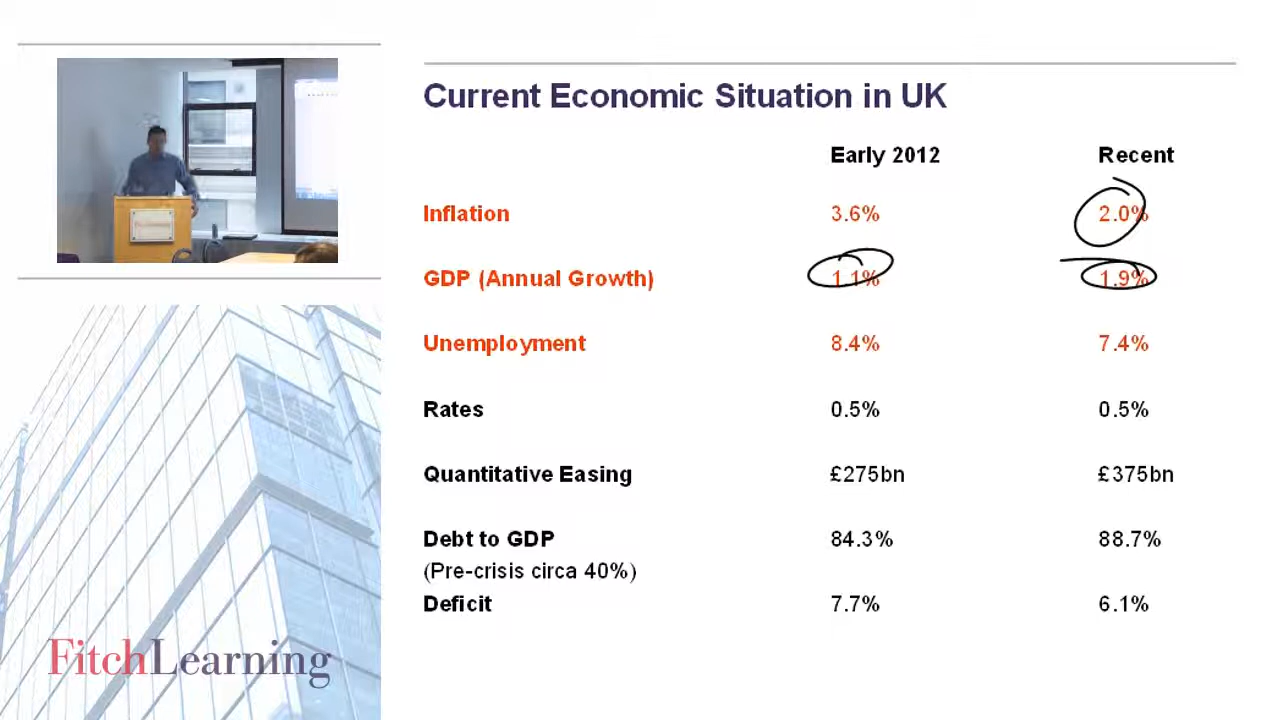 Current Economic Situation in UK
Early 2012 Recent
Inflation 3.6% 2.0%
GDP (Annual Growth) 1.1% 1.9%
Unemployment 8.4% 7.4%
Rates 0.5% 0.5%
Quantitative Easing £275bn £375bn
Debt to GDP 84.3% 88.7%
(Pre-crisis circa 40%)
Deficit 7.7% 6.1%
FitchLearning